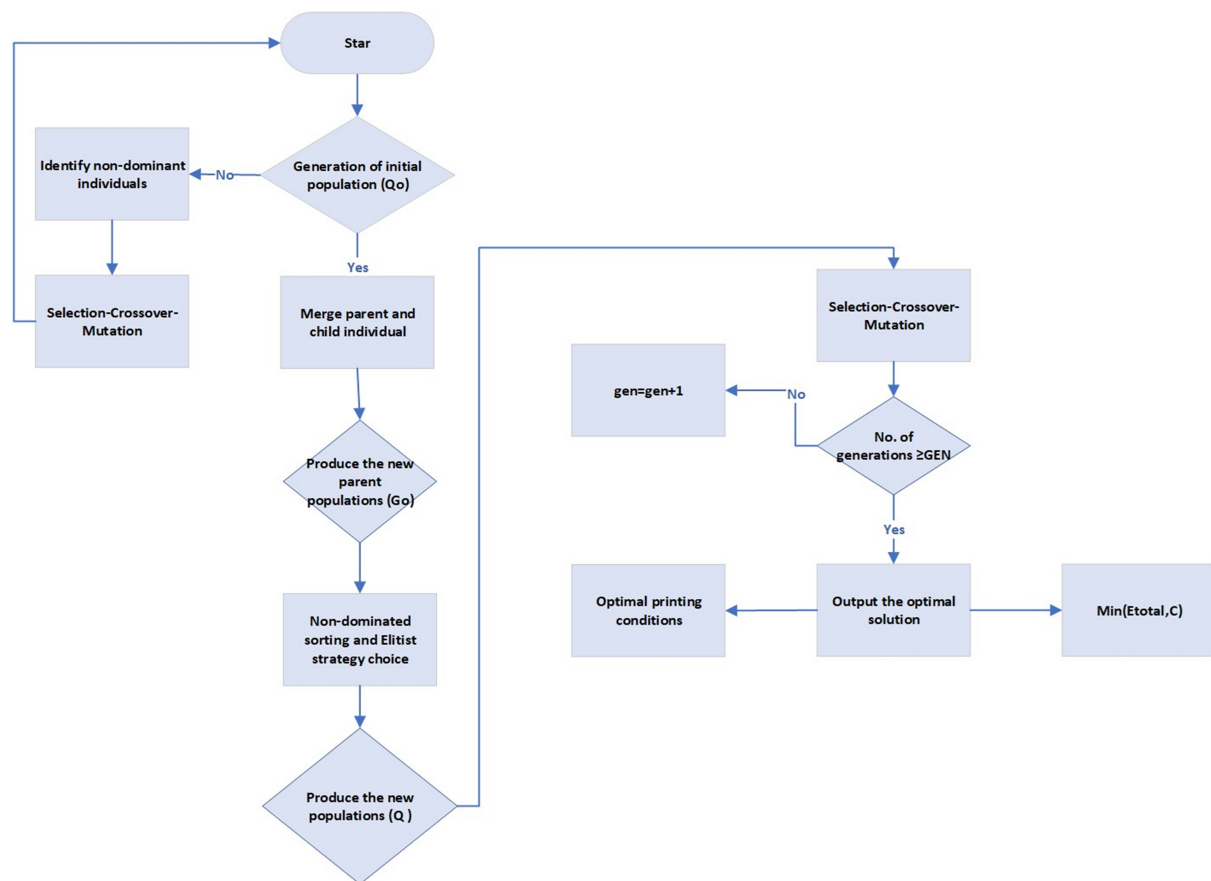 Star
Generation of initial
population (Qo)
No
Identify non-dominant
individuals
Selection-Crossover-
Mutation
Yes
Merge parent and
child individual
Produce the new
parent
populations (Go)
Non-dominated
sorting and Elitist
strategy choice
Produce the new
populations (Q )
Selection-Crossover-
Mutation
No. of
generations ≥GEN
No
gen=gen+1
Yes
Output the optimal
solution
Optimal printing
conditions
Min(Etotal,C)